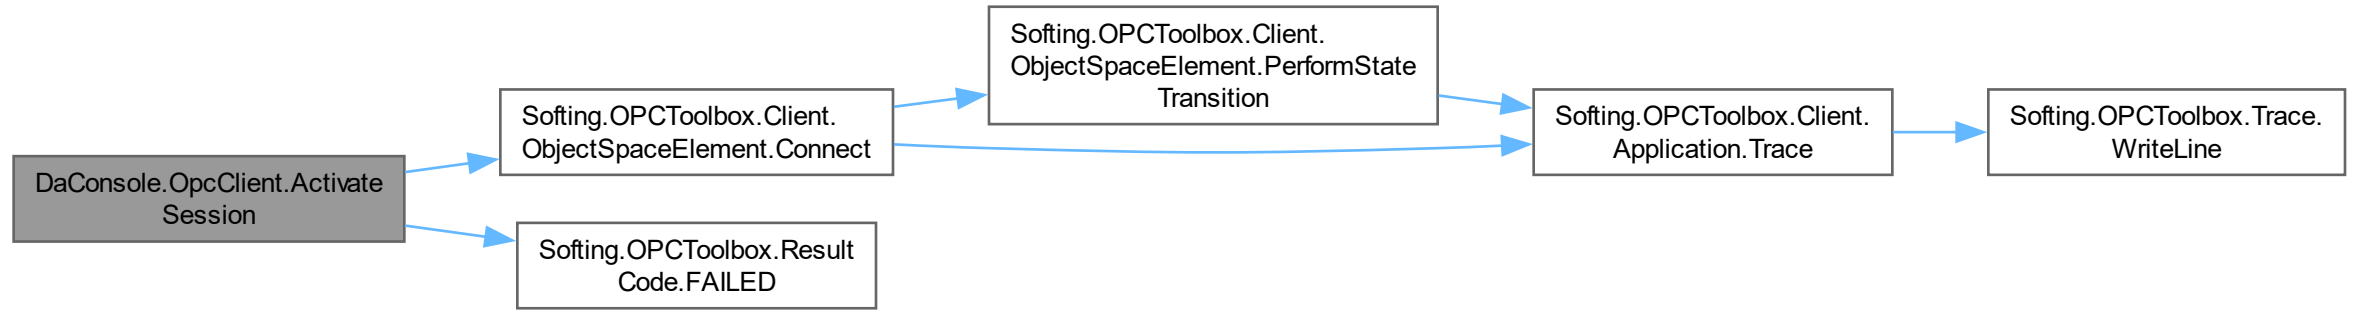 DaConsole.OpcClient.Activate
Session
Softing.OPCToolbox.Client.
ObjectSpaceElement.Connect
Softing.OPCToolbox.Result
Code.FAILED
Softing.OPCToolbox.Client.
ObjectSpaceElement.PerformState
Transition
Softing.OPCToolbox.Client.
Application.Trace
Softing.OPCToolbox.Trace.
WriteLine